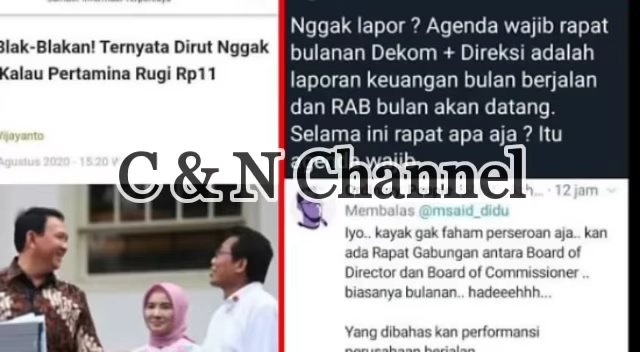 Blak-Blakan! Ternyata Dirut Nggak
Kalau Pertamina Rugi Rp11
Wijayanto
Agustus 2020 - 15:20 W
Nggak lapor ? Agenda wajib rapat
bulanan Dekom + Direksi adalah
laporan keuangan bulan berjalan
dan RAB bulan akan datang.
Selama ini rapat apa aja ? Itu
agenda wajib
C & N Channel
h... · 12 jam
Membalas @msaid_didu
Iyo.. kayak gak faham perseroan aja.. kan
ada Rapat Gabungan antara Board of
Director dan Board of Commissioner ..
biasanya bulanan.. hadeeehhh...
Yang dibahas kan performansi
perusahaan berjalan